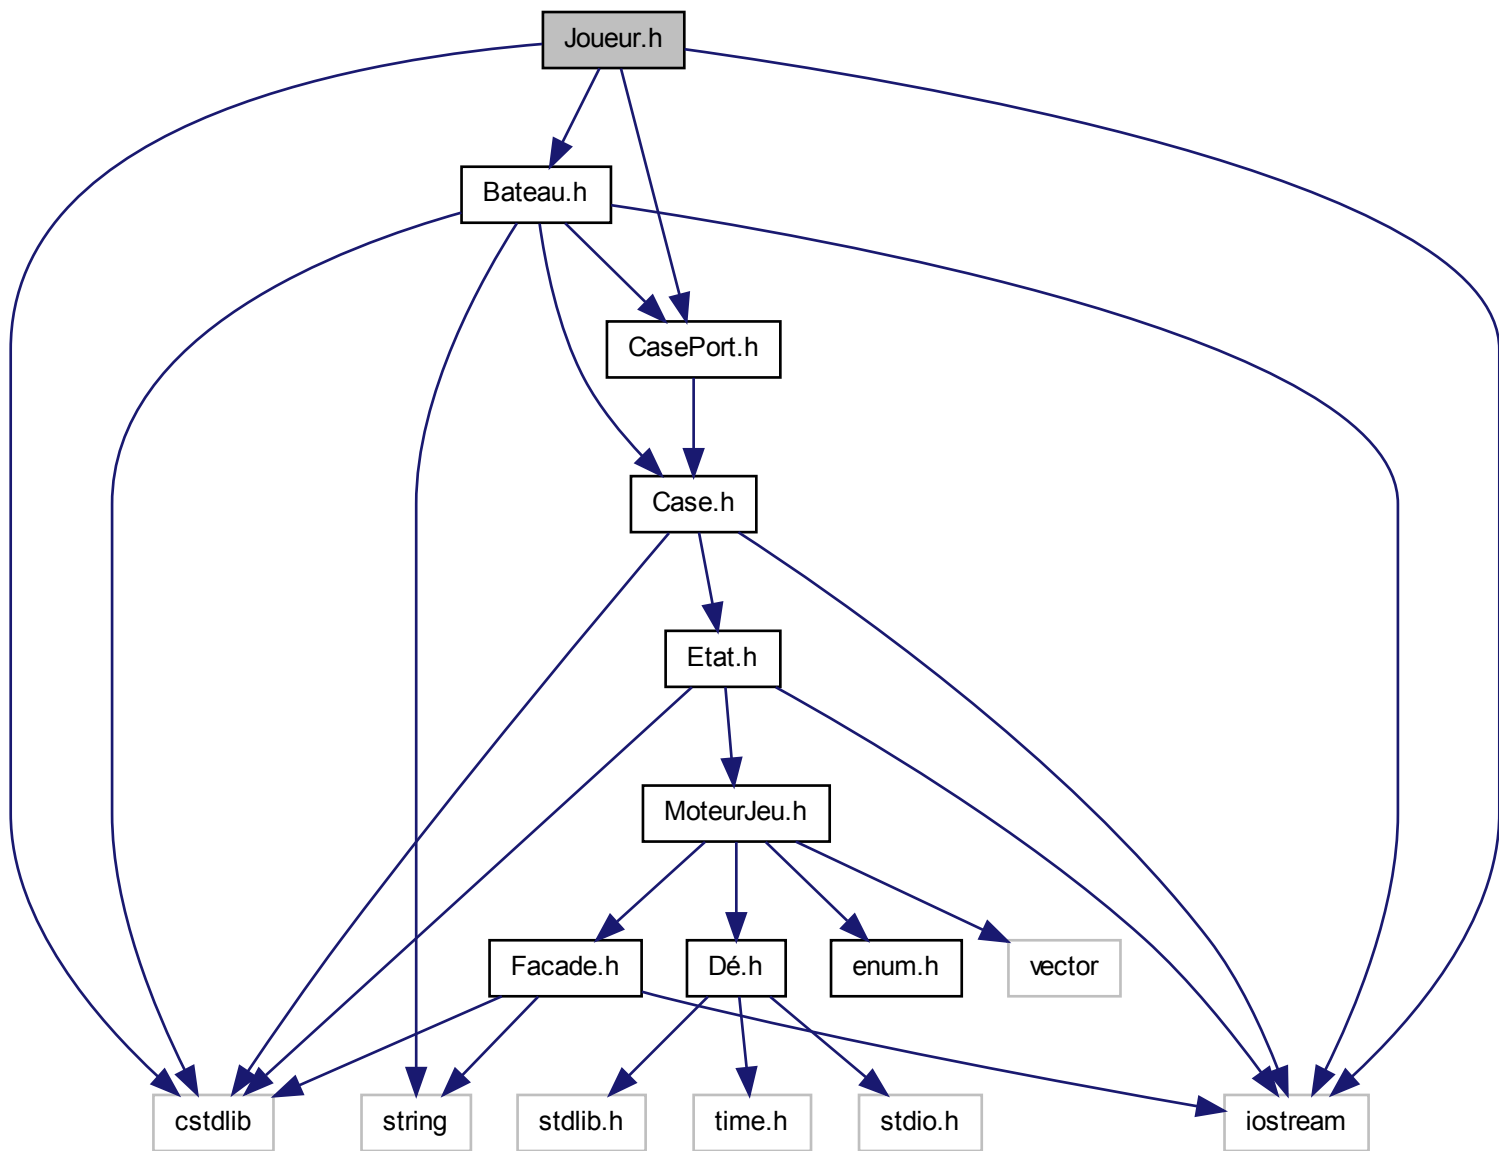 Joueur.h
Bateau.h
CasePort.h
Case.h
Etat.h
MoteurJeu.h
Facade.h
Dé.h
enum.h
vector
cstdlib
string
stdlib.h
time.h
stdio.h
iostream